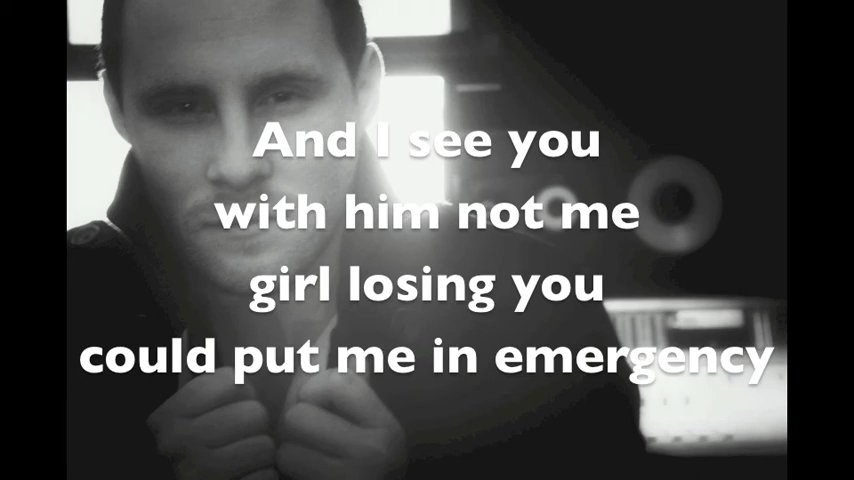 And I see you
with him not me
girl losing you
could put me in emergency